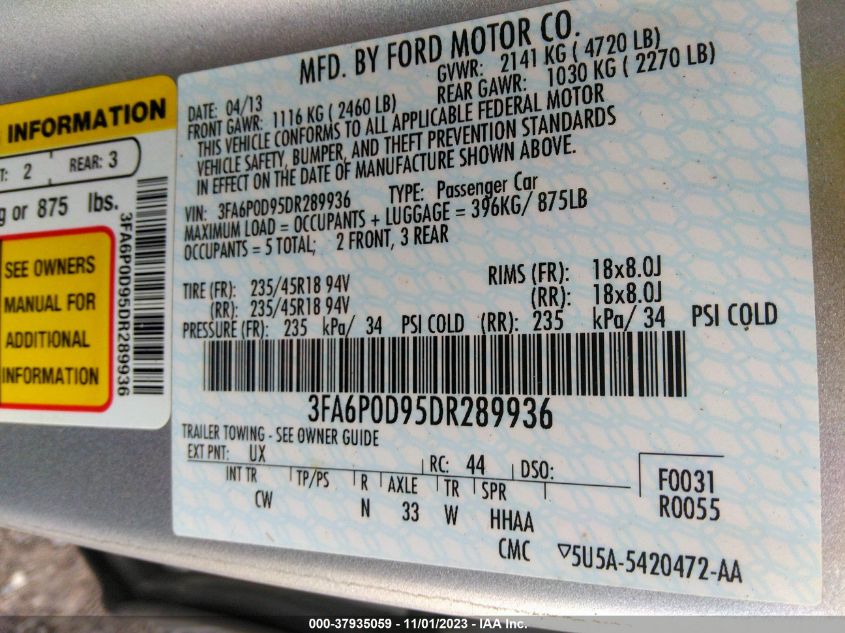 INFORMATION
2
REAR: 3
or 875 lbs.
SEE OWNERS
MANUAL FOR
ADDITIONAL
INFORMATION
3FA6P0D95DR289936
MFD. BY FORD MOTOR CO.
DATE: 04/13
GVWR: 2141 KG ( 4720 LB)
FRONT GAWR: 1116 KG ( 2460 LB)
REAR GAWR: 1030 KG ( 2270 LB)
THIS VEHICLE CONFORMS TO ALL APPLICABLE FEDERAL MOTOR
VEHICLE SAFETY, BUMPER, AND THEFT PREVENTION STANDARDS
IN EFFECT ON THE DATE OF MANUFACTURE SHOWN ABOVE.
VIN: 3FA6P0D95DR289936 TYPE: Passenger Car
MAXIMUM LOAD = OCCUPANTS + LUGGAGE = 396KG/ 875LB
OCCUPANTS = 5 TOTAL; 2 FRONT, 3 REAR
TIRE (FR): 235/45R18 94V RIMS (FR): 18x8.0J
(RR): 235/45R18 94V (RR): 18x8.0J
PRESSURE (FR): 235 kPa/ 34 PSI COLD (RR): 235 kPa/ 34 PSI COLD
3FA6P0D95DR289936
TRAILER TOWING - SEE OWNER GUIDE
EXT PNT: UX RC: 44 DSO:
INT TR TP/PS R AXLE TR SPR
CW N 33 W HHAA
CMC
F0031
R0055
▽5U5A-5420472-AA
000-37935059 - 11/01/2023 - IAA Inc.